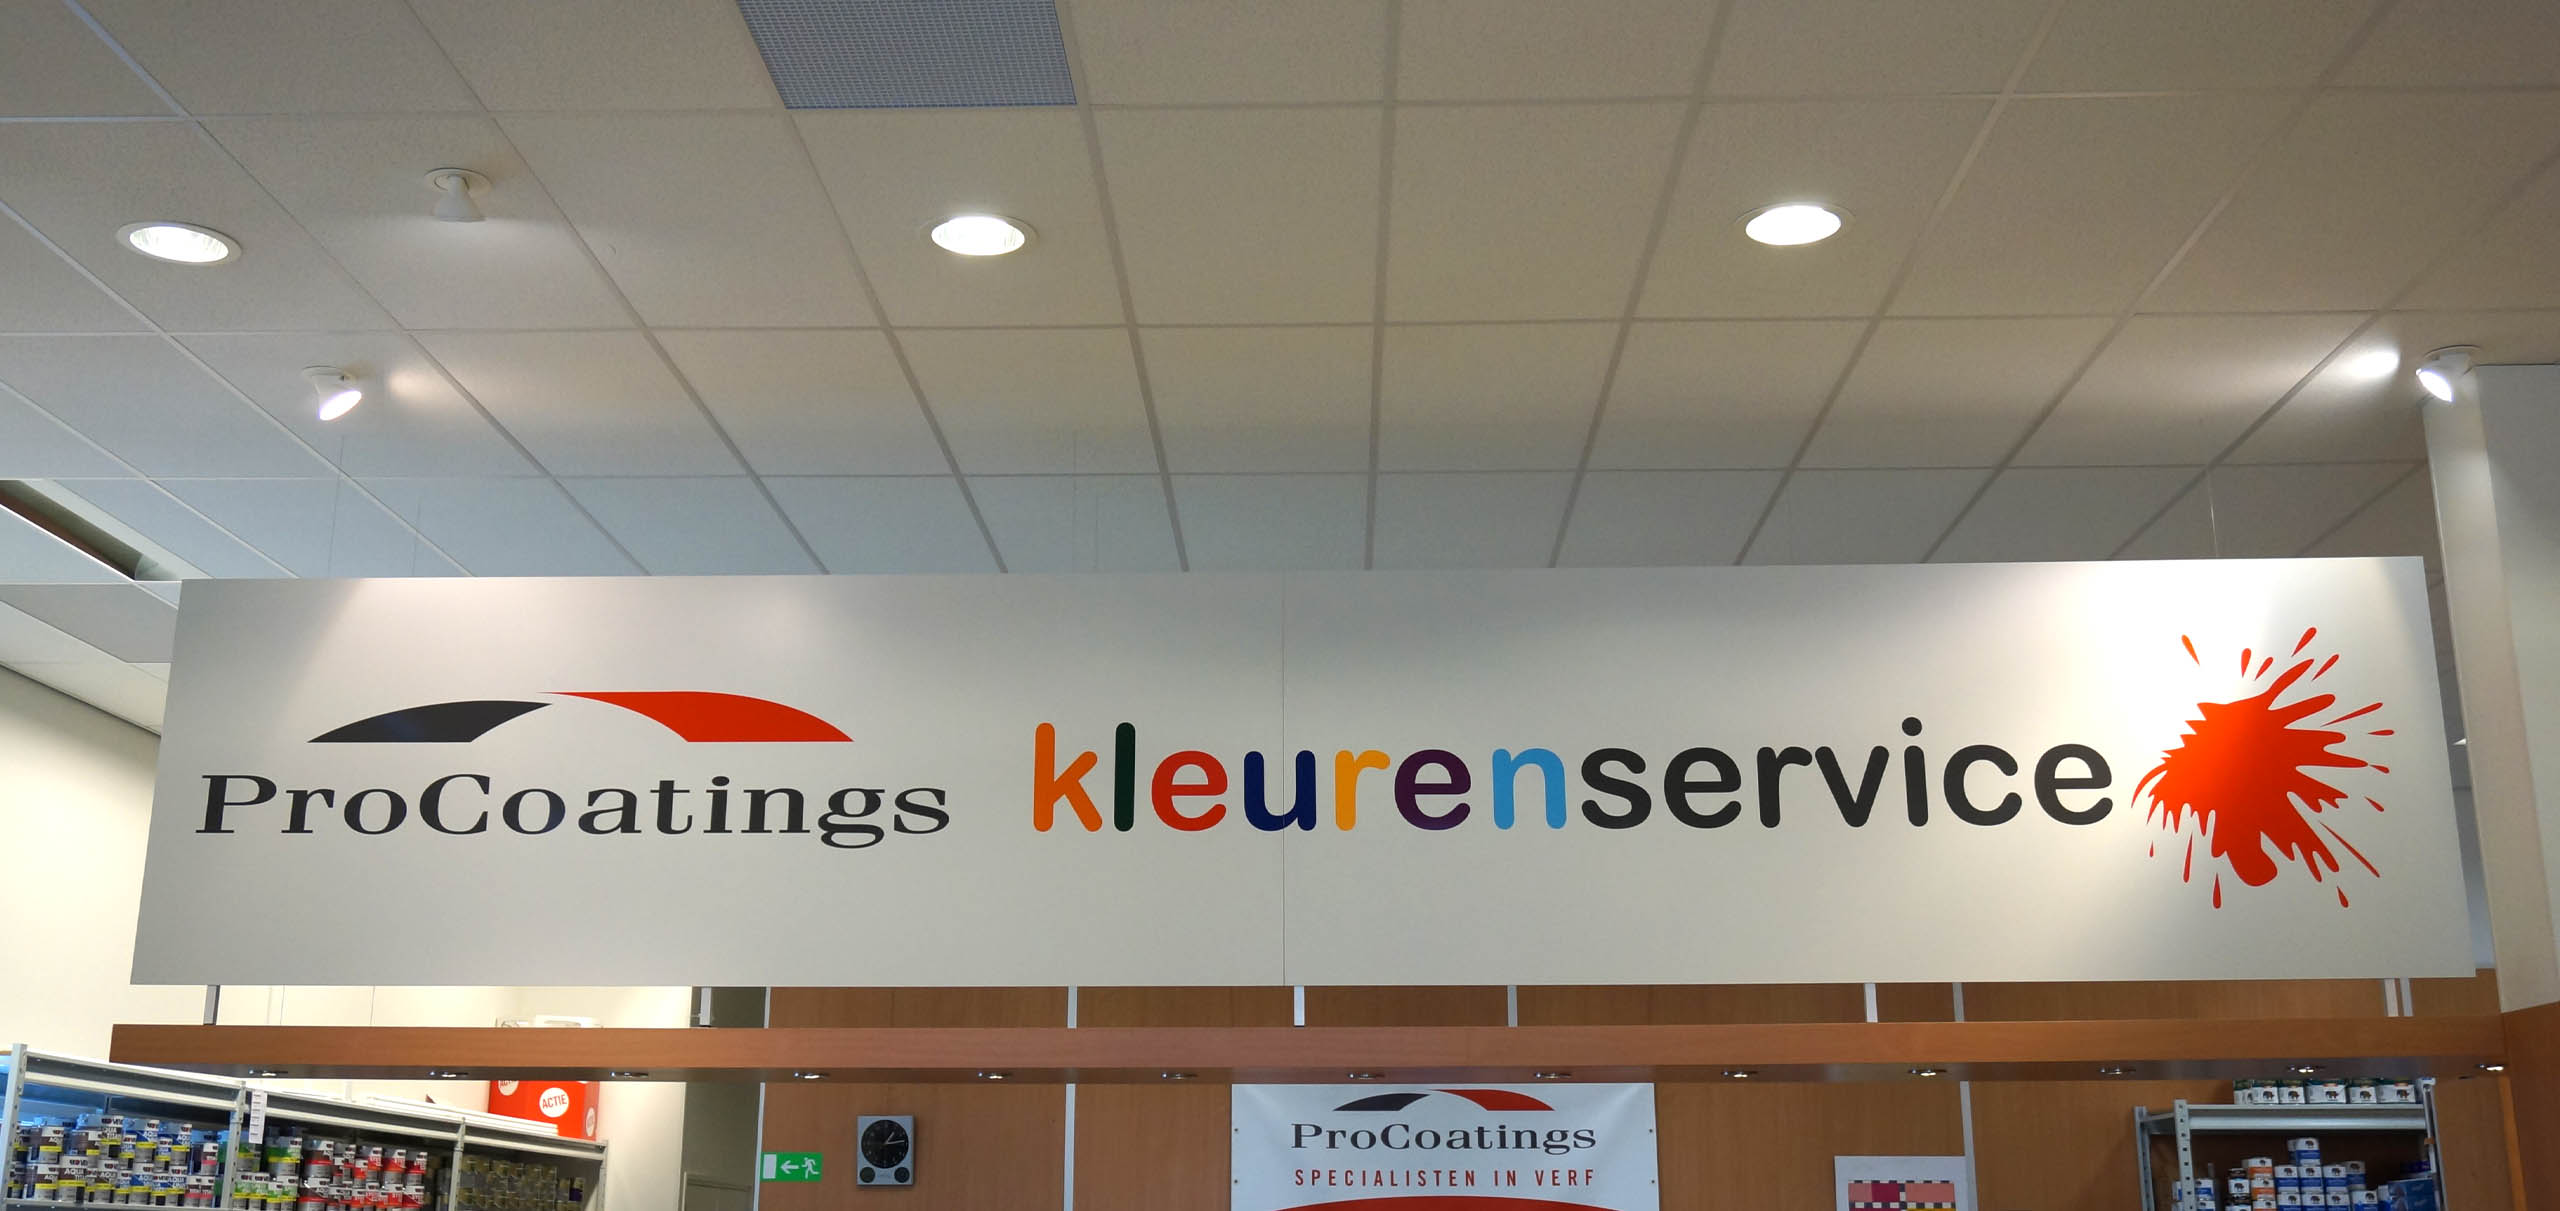 ProCoatings kleurenservice
ACTIE
ProCoatings
SPECIALISTEN IN VERF